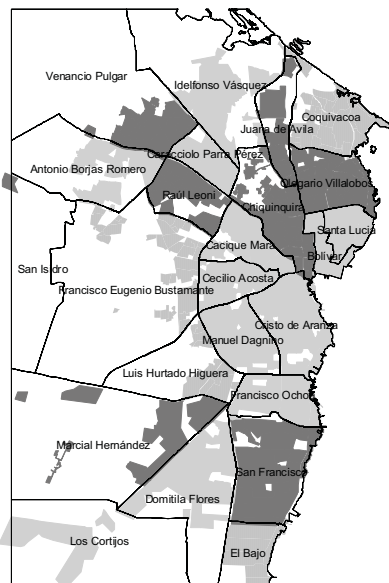 Venancio Pulgar
Idelfonso Vásquez
Coquivacoa
Juana de Avila
Caracciolo Parra Pérez
Antonio Borjas Romero
Raúl Leoni
Olegario Villalobos
Chiquinquira
Santa Lucia
Cacique Mara
Bolívar
San Isidro
Cecilio Acosta
Francisco Eugenio Bustamante
Cristo de Aranza
Manuel Dagnino
Luis Hurtado Higuera
Francisco Ochoa
Marcial Hernández
San Francisco
Domitila Flores
Los Cortijos
El Bajo